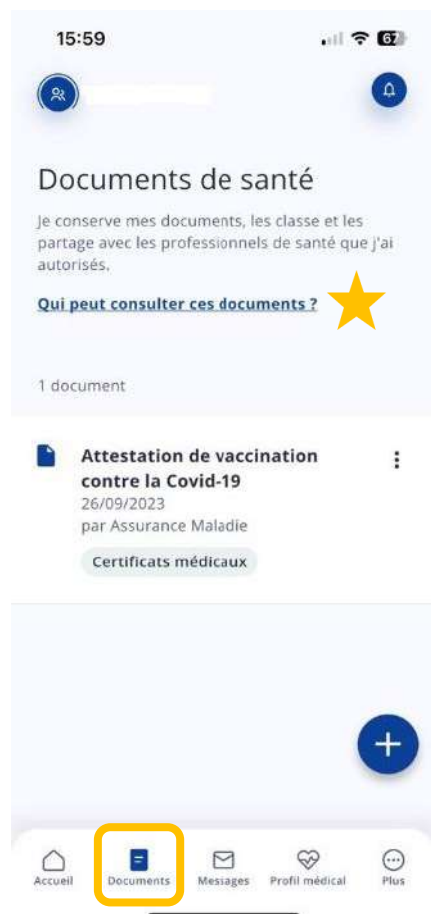 15:59
67
Documents de santé
Je conserve mes documents, les classe et les
partage avec les professionnels de santé que j'ai
autorisés.
Qui peut consulter ces documents ?
1 document
Attestation de vaccination
contre la Covid-19
26/09/2023
par Assurance Maladie
Certificats médicaux
Accueil
Documents
Messages
Profil médical
Plus